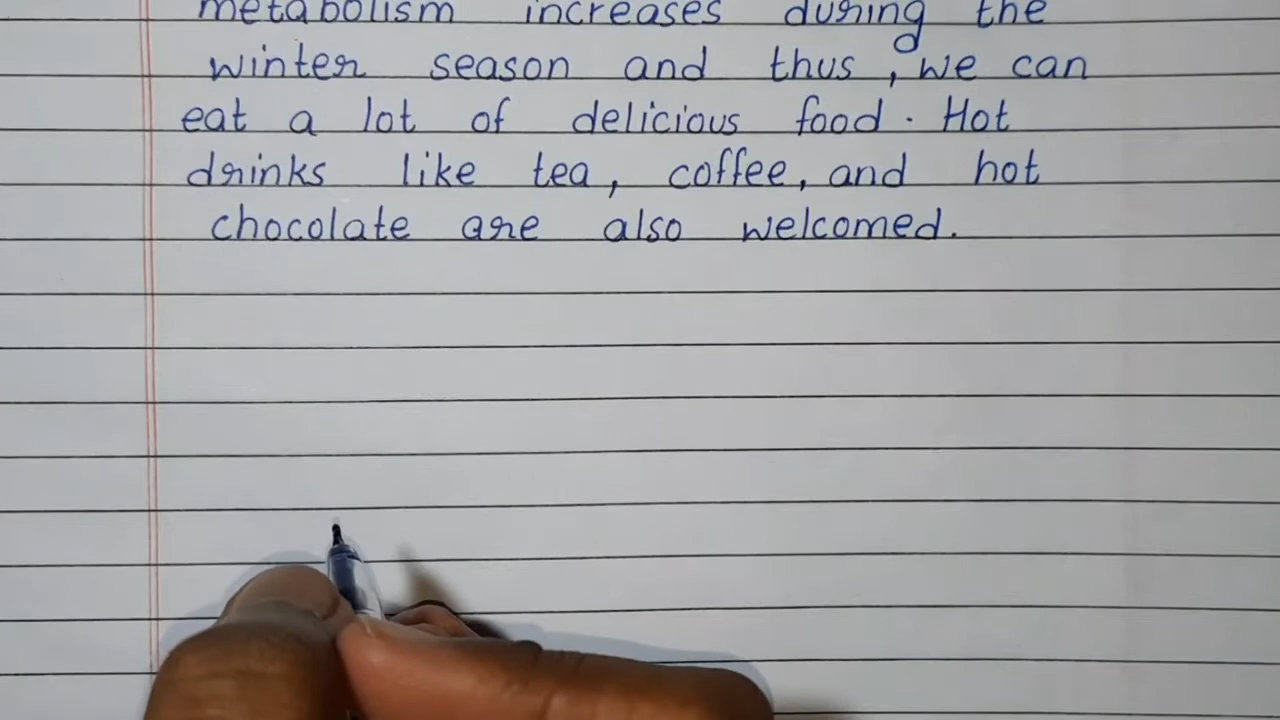 metabolism increases during the
winter season and thus, we can
eat a lot of delicious food. Hot
drinks like tea, coffee, and hot
chocolate are also welcomed.